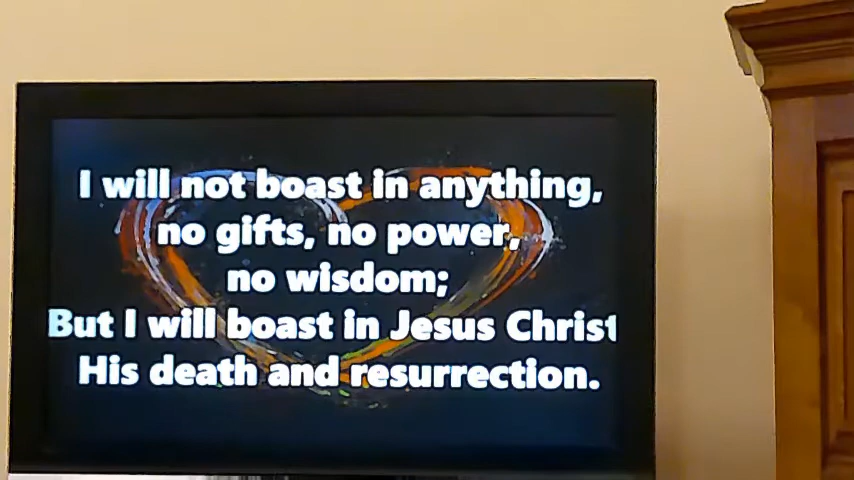 I will not boast in anything,
no gifts, no power,
no wisdom;
But I will boast in Jesus Christ
His death and resurrection.